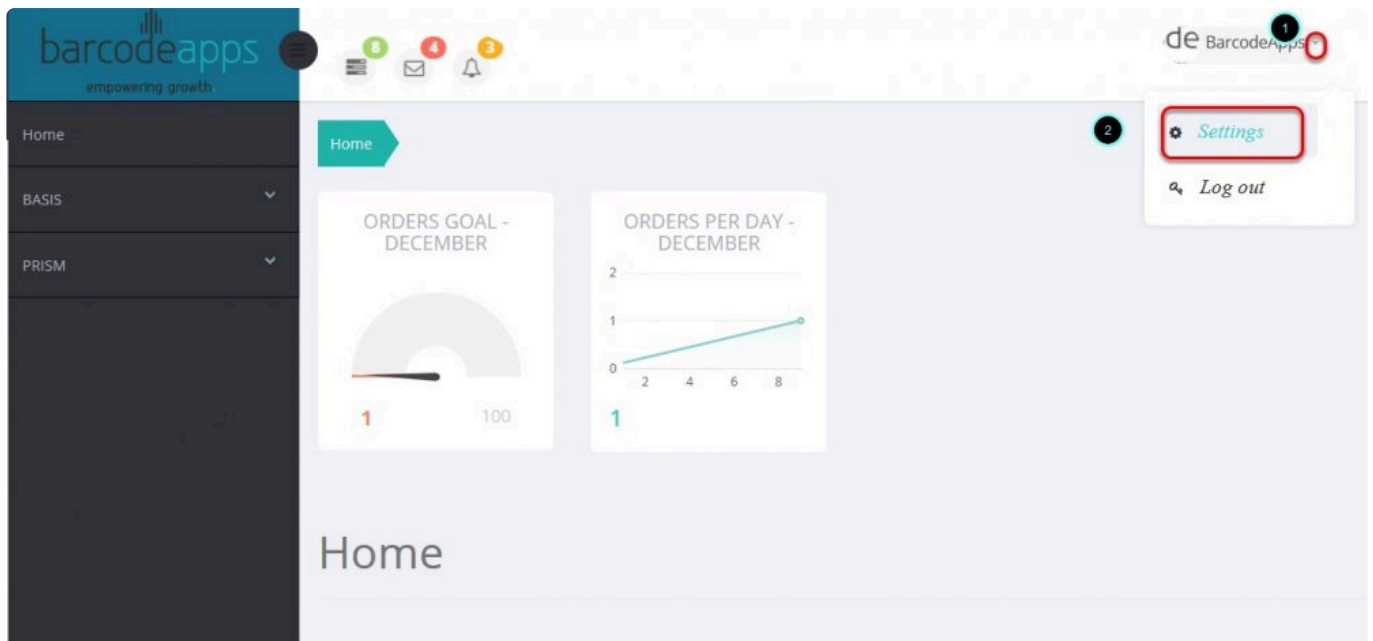 barcodeapps
empowering growth.
8
4
3
de BarcodeApps
1
2
Settings
Log out
Home
BASIS
PRISM
Home
ORDERS GOAL -
DECEMBER
1 100
ORDERS PER DAY -
DECEMBER
2
1
0
2 4 6 8
1
Home